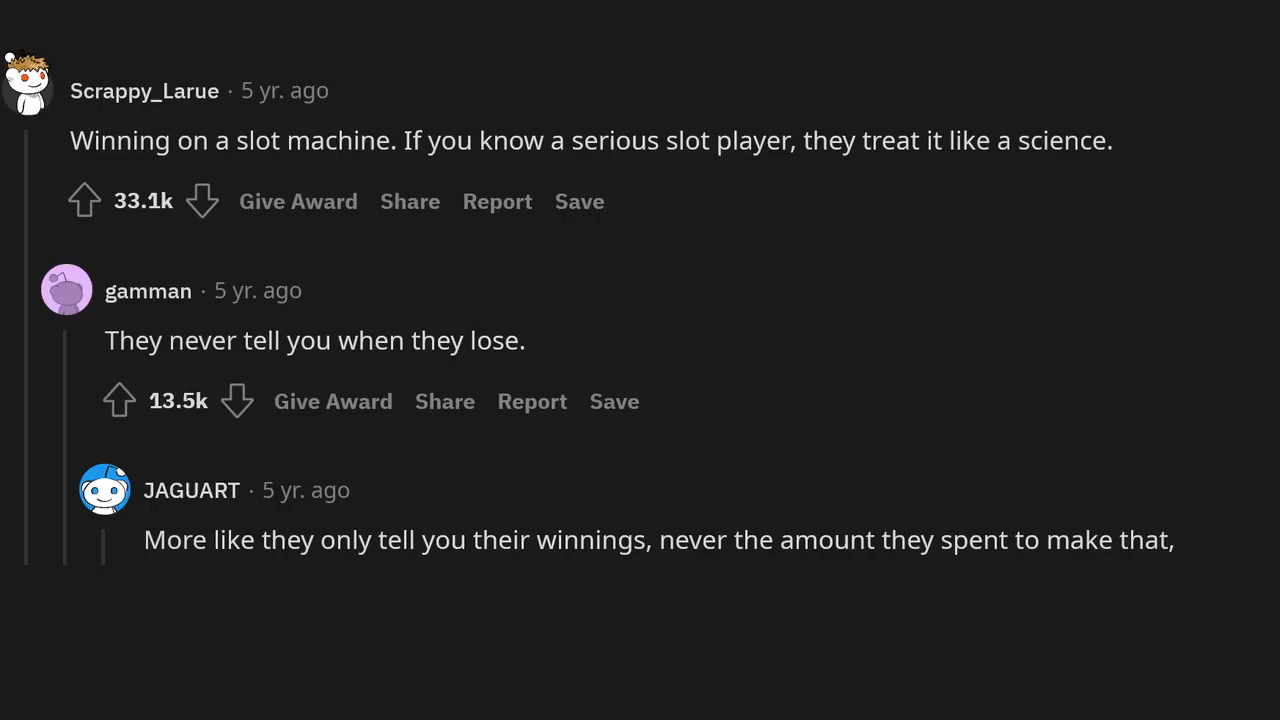 Scrappy_Larue · 5 yr. ago
Winning on a slot machine. If you know a serious slot player, they treat it like a science.
33.1k Give Award Share Report Save
gamman · 5 yr. ago
They never tell you when they lose.
13.5k Give Award Share Report Save
JAGUART · 5 yr. ago
More like they only tell you their winnings, never the amount they spent to make that,